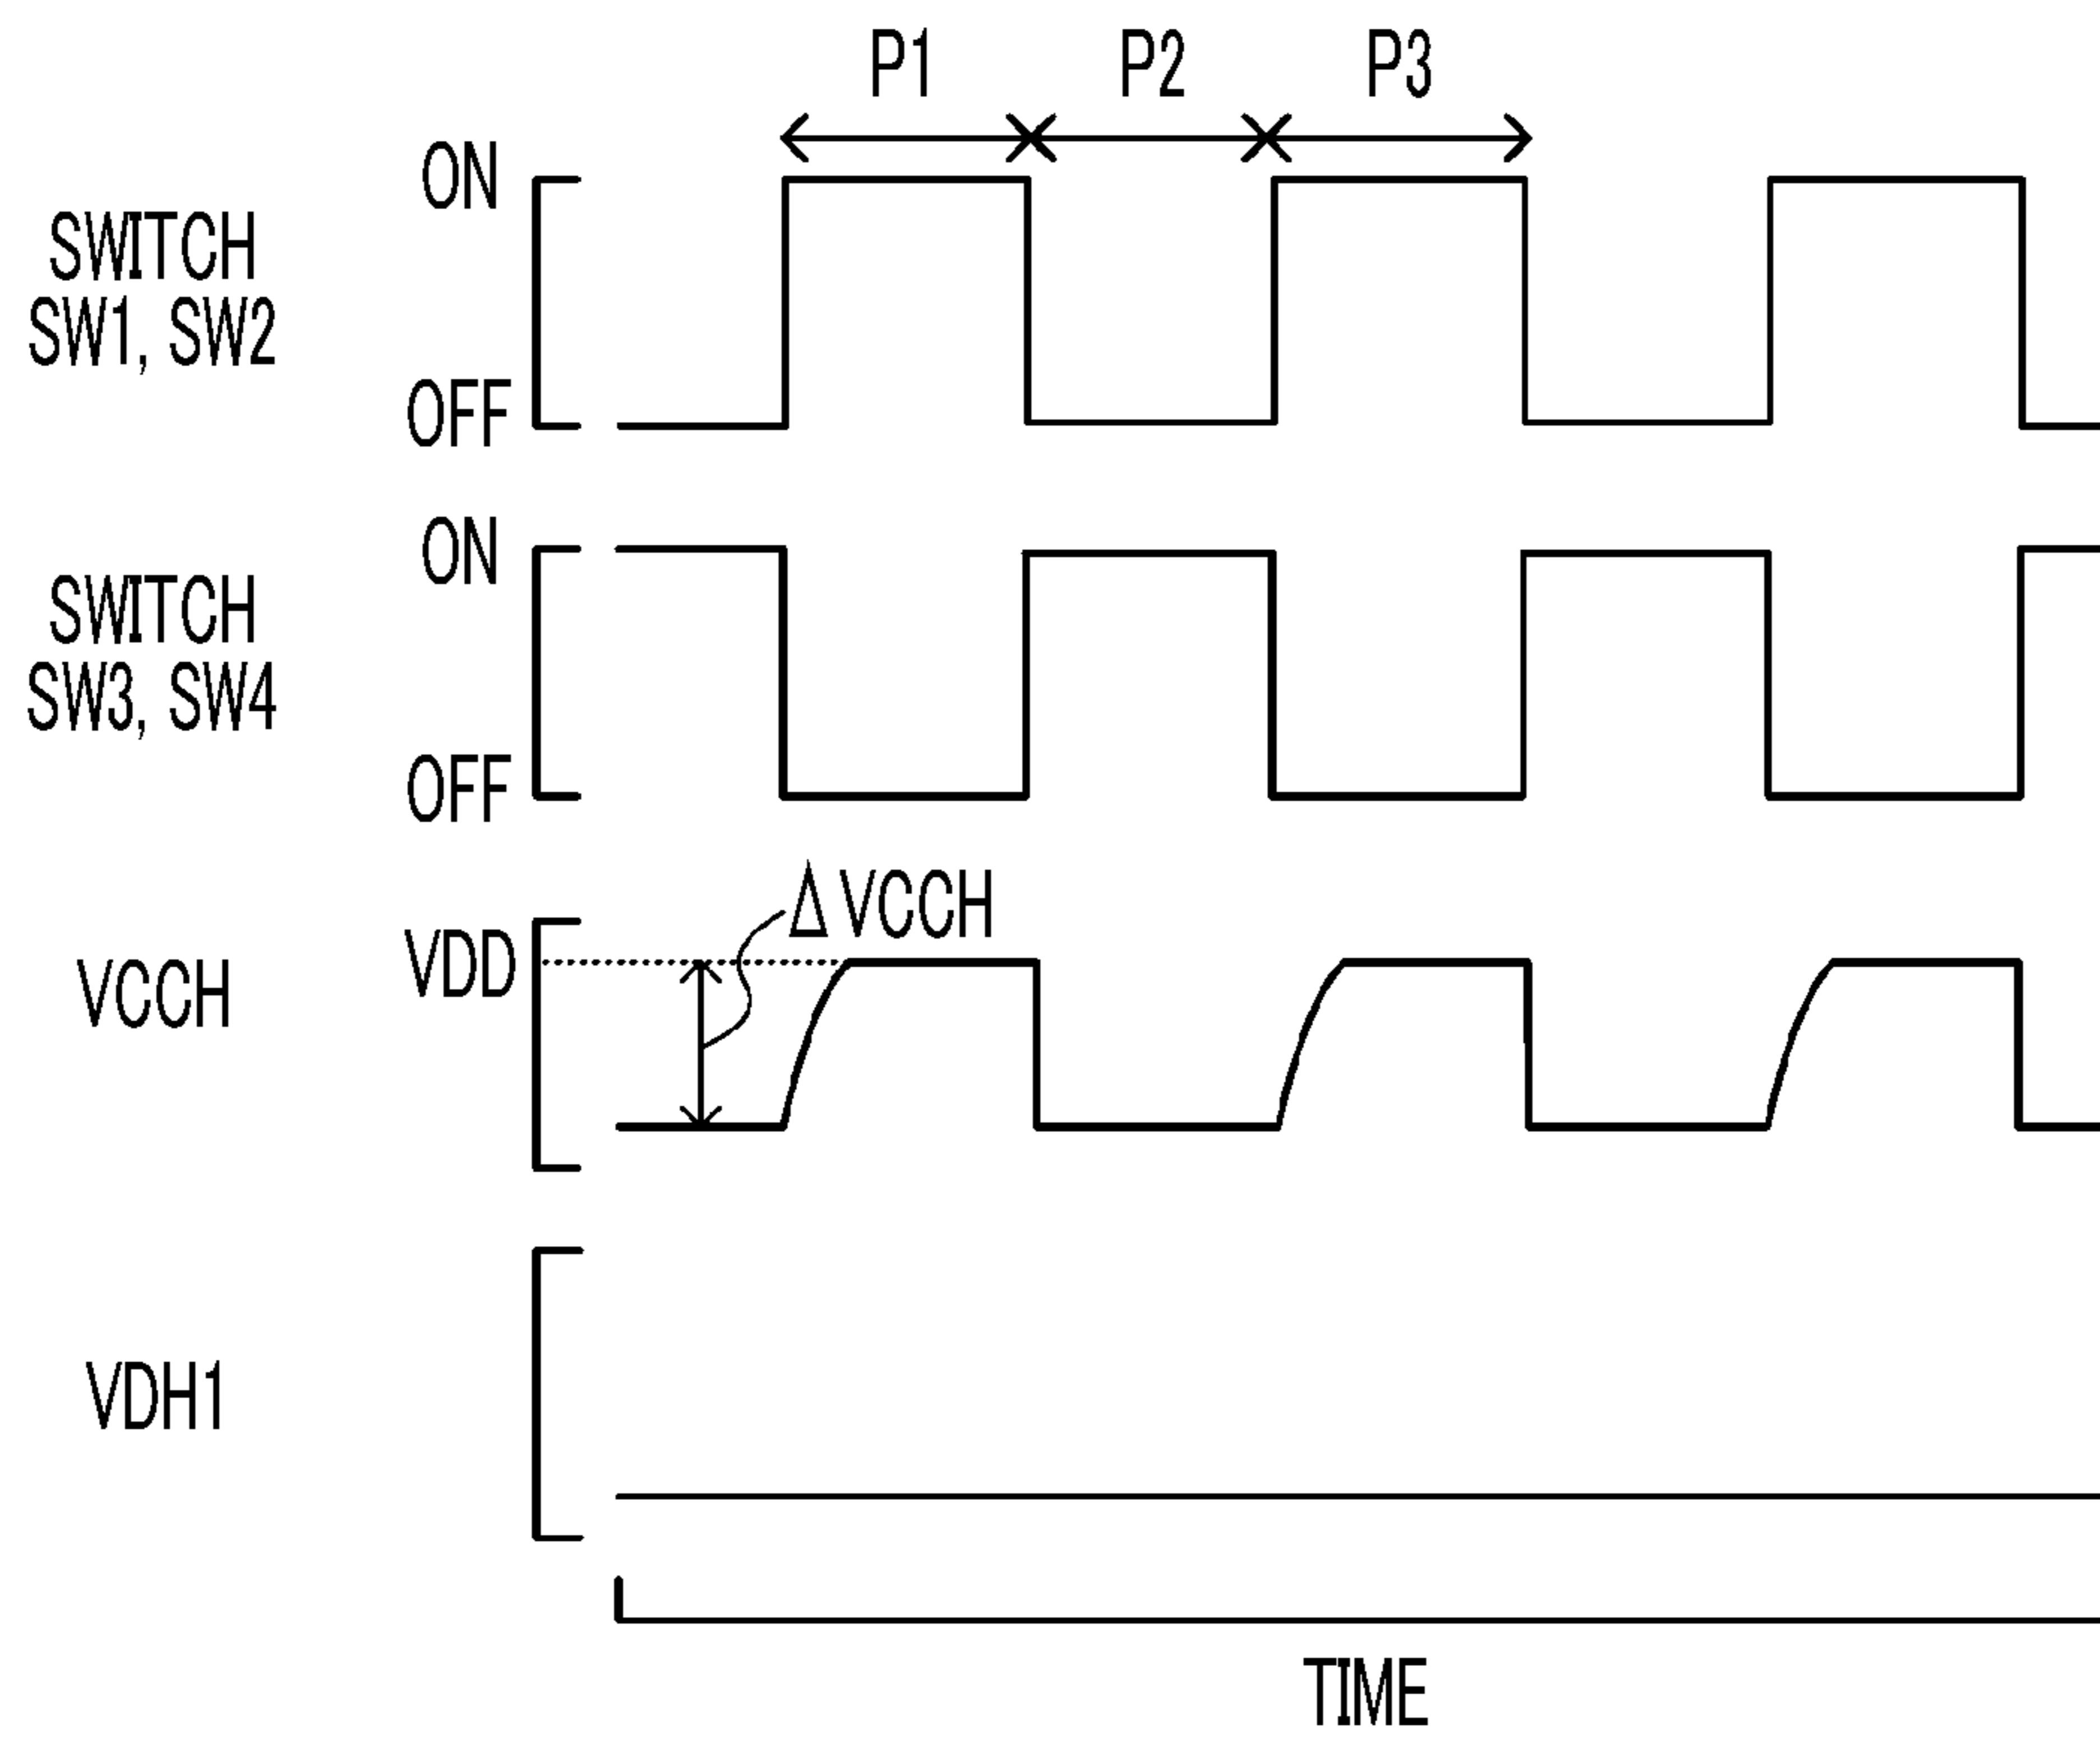 P1 P2 P3
ON
SWITCH
SW1, SW2
OFF
ON
SWITCH
SW3, SW4
OFF
ΔVCCH
VDD
VCCH
VDH1
TIME